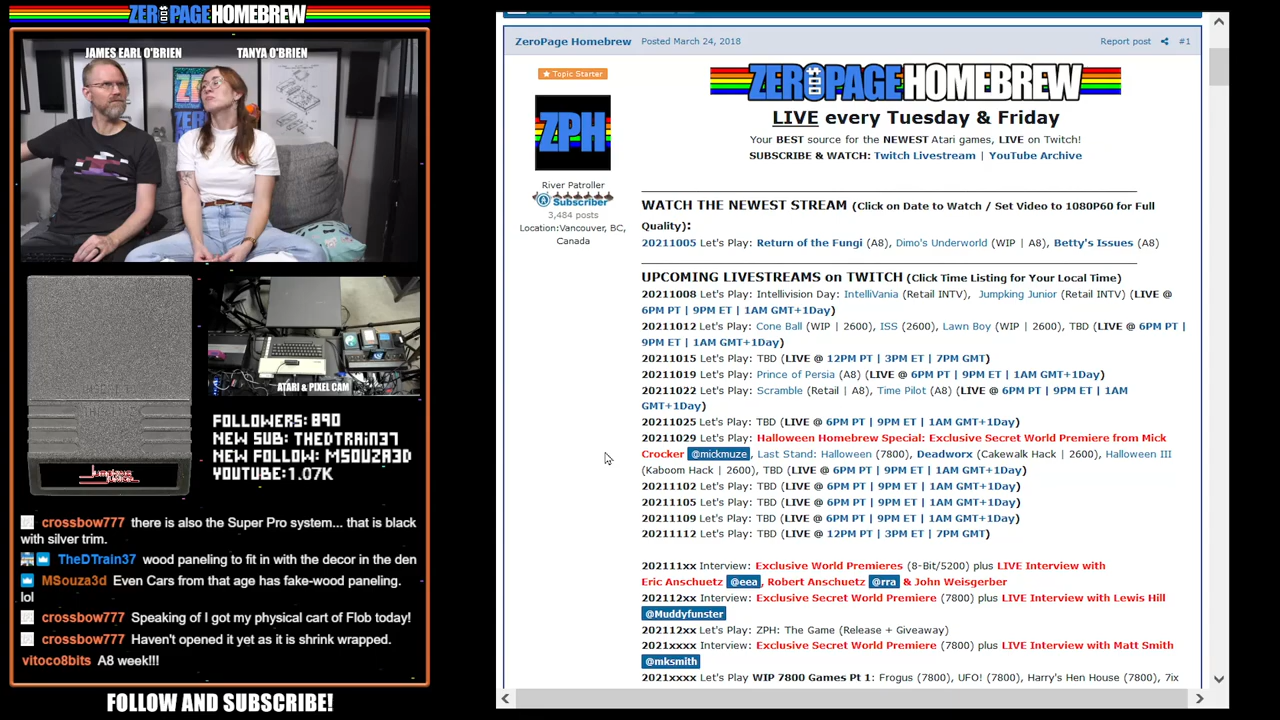 ZEROPAGE HOMEBREW
JAMES EARL O'BRIEN
TANYA O'BRIEN
ATARI & PIXEL CAM
FOLLOWERS: 890
NEW SUB: THEDTRAIN37
NEW FOLLOW: MSOUZA3D
YOUTUBE:1.07K
crossbow777 there is also the Super Pro system... that is black
with silver trim.
TheDTrain37 wood paneling to fit in with the decor in the den
MSouza3d Even Cars from that age has fake-wood paneling.
lol
crossbow777 Speaking of I got my physical cart of Flob today!
crossbow777 Haven't opened it yet as it is shrink wrapped.
vitoco8bits A8 week!!!
FOLLOW AND SUBSCRIBE!
ZeroPage Homebrew Posted March 24, 2018 Report post #1
Topic Starter
ZPH
River Patroller
Subscriber
3,484 posts
Location:Vancouver, BC,
Canada
ZEROPAGE HOMEBREW
LIVE every Tuesday & Friday
Your BEST source for the NEWEST Atari games, LIVE on Twitch!
SUBSCRIBE & WATCH: Twitch Livestream | YouTube Archive
WATCH THE NEWEST STREAM (Click on Date to Watch / Set Video to 1080P60 for Full
Quality):
20211005 Let's Play: Return of the Fungi (A8), Dimo's Underworld (WIP | A8), Betty's Issues (A8)
UPCOMING LIVESTREAMS on TWITCH (Click Time Listing for Your Local Time)
20211008 Let's Play: Intellivision Day: IntelliVania (Retail INTV), Jumpking Junior (Retail INTV) (LIVE @
6PM PT | 9PM ET | 1AM GMT+1Day)
20211012 Let's Play: Cone Ball (WIP | 2600), ISS (2600), Lawn Boy (WIP | 2600), TBD (LIVE @ 6PM PT |
9PM ET | 1AM GMT+1Day)
20211015 Let's Play: TBD (LIVE @ 12PM PT | 3PM ET | 7PM GMT)
20211019 Let's Play: Prince of Persia (A8) (LIVE @ 6PM PT | 9PM ET | 1AM GMT+1Day)
20211022 Let's Play: Scramble (Retail | A8), Time Pilot (A8) (LIVE @ 6PM PT | 9PM ET | 1AM
GMT+1Day)
20211025 Let's Play: TBD (LIVE @ 6PM PT | 9PM ET | 1AM GMT+1Day)
20211029 Let's Play: Halloween Homebrew Special: Exclusive Secret World Premiere from Mick
Crocker @mickmuze, Last Stand: Halloween (7800), Deadworx (Cakewalk Hack | 2600), Halloween III
(Kaboom Hack | 2600), TBD (LIVE @ 6PM PT | 9PM ET | 1AM GMT+1Day)
20211102 Let's Play: TBD (LIVE @ 6PM PT | 9PM ET | 1AM GMT+1Day)
20211105 Let's Play: TBD (LIVE @ 6PM PT | 9PM ET | 1AM GMT+1Day)
20211109 Let's Play: TBD (LIVE @ 6PM PT | 9PM ET | 1AM GMT+1Day)
20211112 Let's Play: TBD (LIVE @ 12PM PT | 3PM ET | 7PM GMT)
202111xx Interview: Exclusive World Premieres (8-Bit/5200) plus LIVE Interview with
Eric Anschuetz @eea, Robert Anschuetz @rra & John Weisgerber
202112xx Interview: Exclusive Secret World Premiere (7800) plus LIVE Interview with Lewis Hill
@Muddyfunster
202112xx Let's Play: ZPH: The Game (Release + Giveaway)
2021xxxx Interview: Exclusive Secret World Premiere (7800) plus LIVE Interview with Matt Smith
@mksmith
2021xxxx Let's Play WIP 7800 Games Pt 1: Frogus (7800), UFO! (7800), Harry's Hen House (7800), 7ix